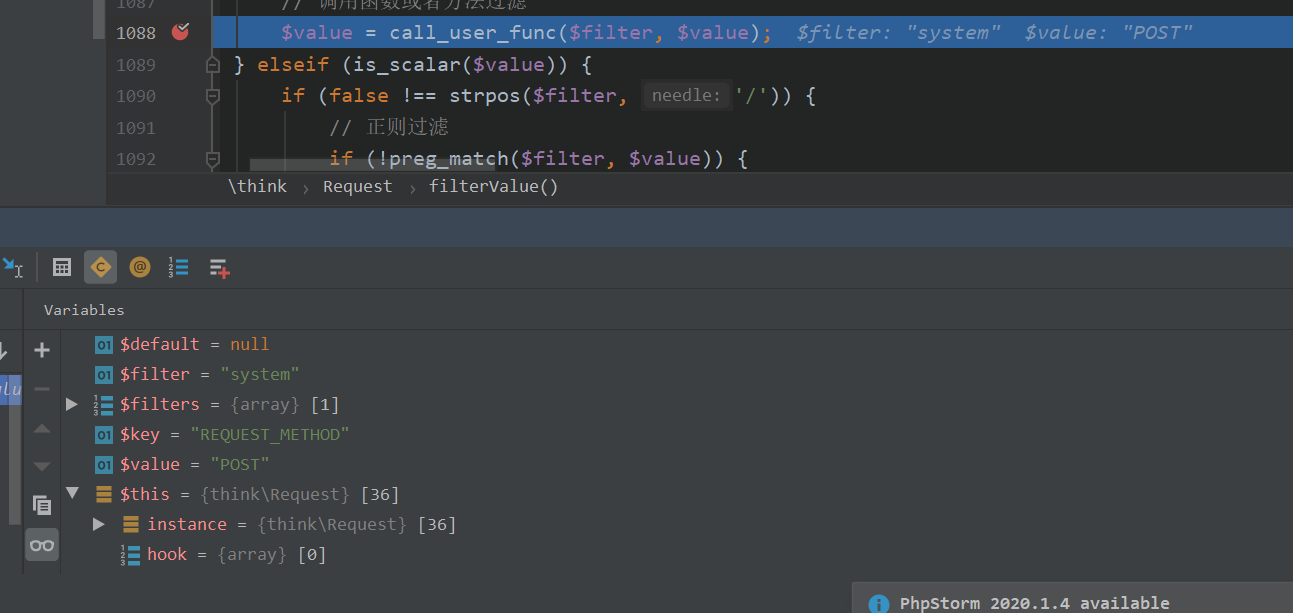 1087 // 调用函数或者方法过滤
1088 $value = call_user_func($filter, $value); $filter: "system" $value: "POST"
1089 } elseif (is_scalar($value)) {
1090 if (false !== strpos($filter, needle: '/')) {
1091 // 正则过滤
1092 if (!preg_match($filter, $value)) {
\think › Request › filterValue()
Variables
$default = null
$filter = "system"
$filters = {array} [1]
$key = "REQUEST_METHOD"
$value = "POST"
$this = {think\Request} [36]
instance = {think\Request} [36]
hook = {array} [0]
PhpStorm 2020.1.4 available